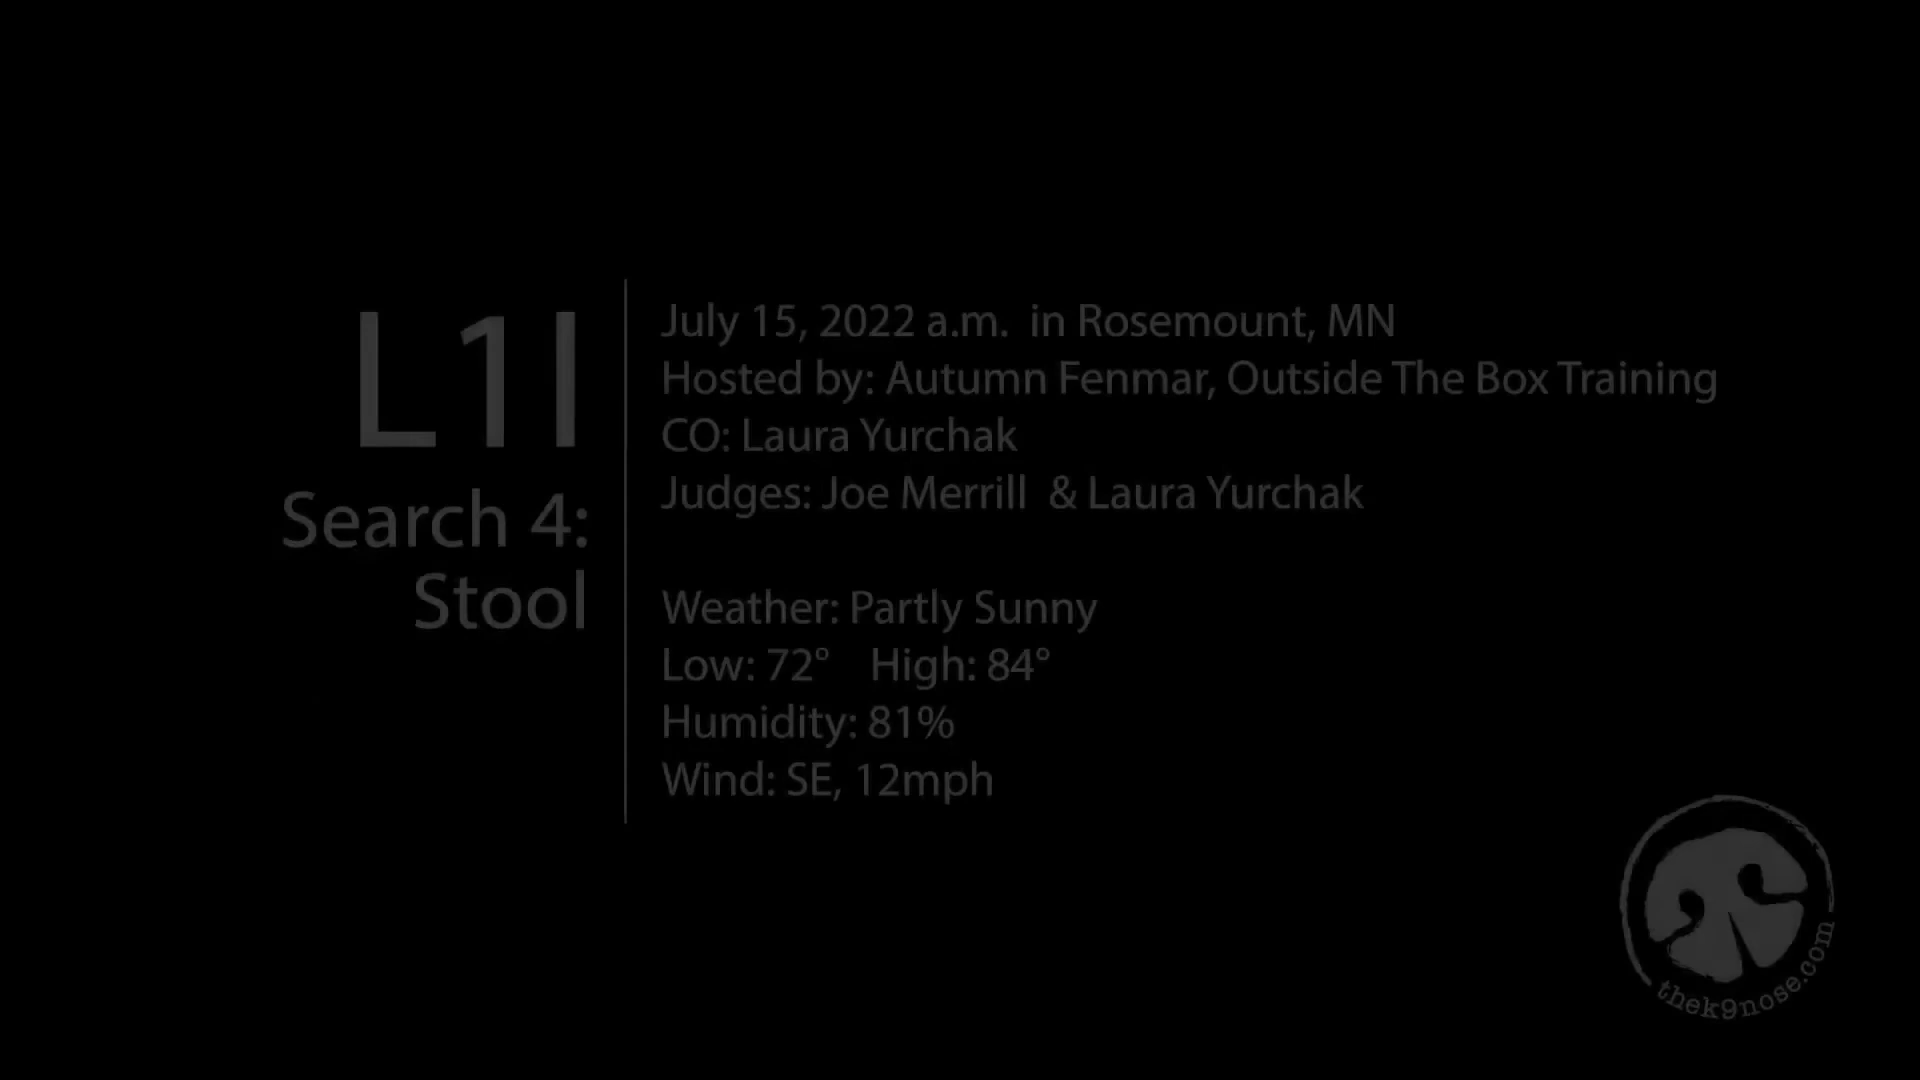 L1I
Search 4:
Stool
July 15, 2022 a.m. in Rosemount, MN
Hosted by: Autumn Fenmar, Outside The Box Training
CO: Laura Yurchak
Judges: Joe Merrill & Laura Yurchak
Weather: Partly Sunny
Low: 72° High: 84°
Humidity: 81%
Wind: SE, 12mph
thek9nose.com